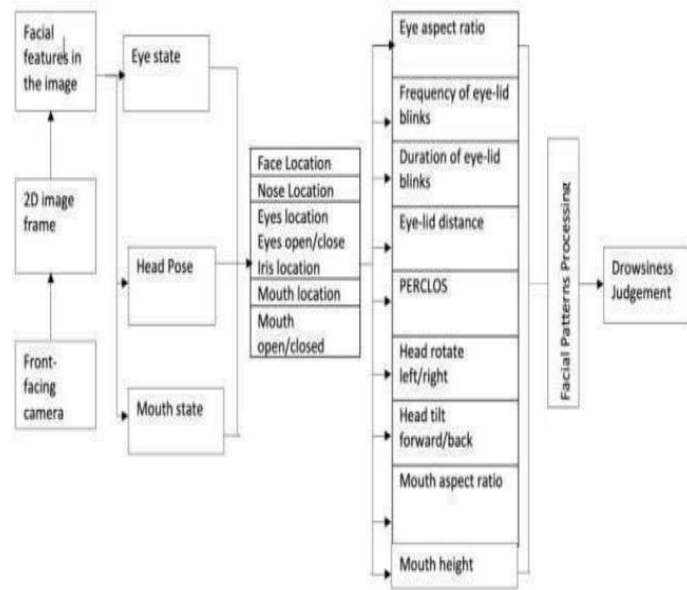 Facial
features in
the image
2D image
frame
Front-
facing
camera
Eye state
Head Pose
Mouth state
Face Location
Nose Location
Eyes location
Eyes open/close
Iris location
Mouth location
Mouth
open/closed
Eye aspect ratio
Frequency of eye-lid
blinks
Duration of eye-lid
blinks
Eye-lid distance
PERCLOS
Head rotate
left/right
Head tilt
forward/back
Mouth aspect ratio
Mouth height
Facial Patterns Processing
Drowsiness
Judgement